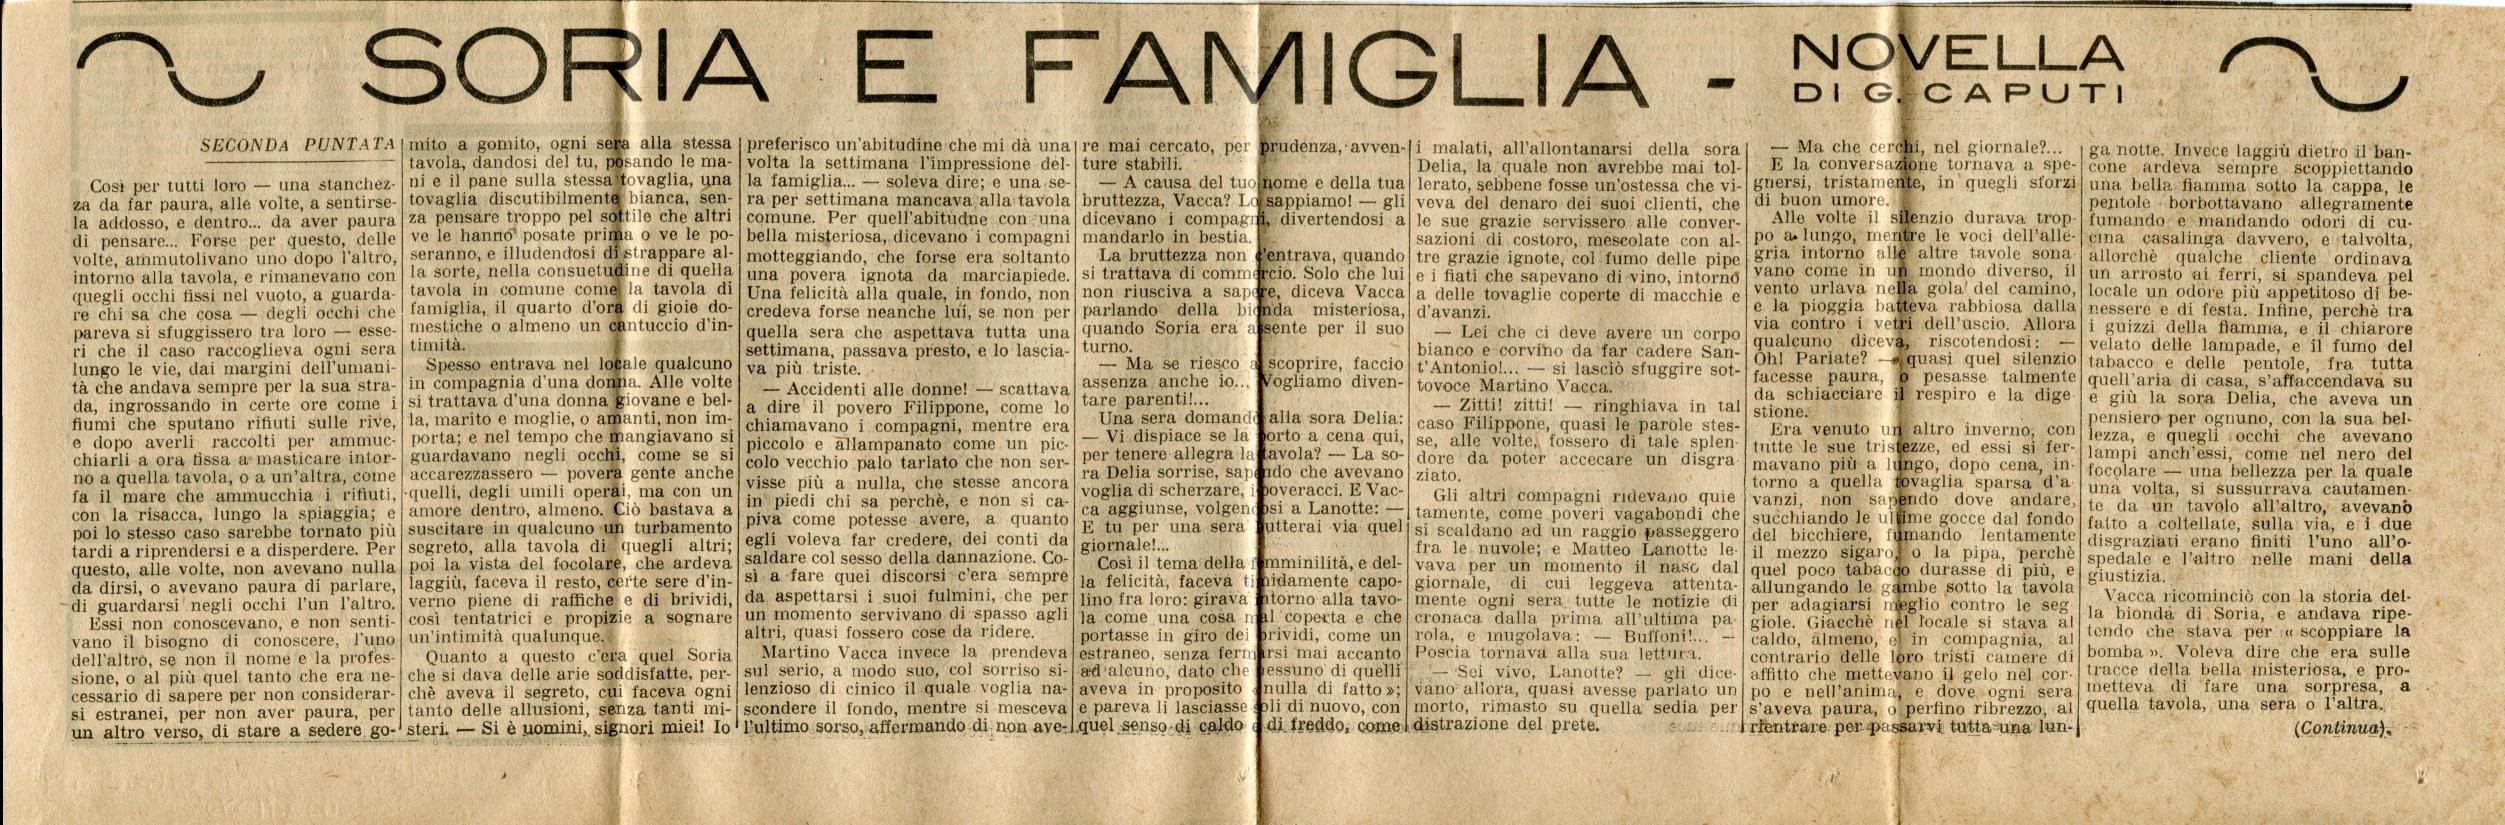 SORIA E FAMIGLIA -
NOVELLA
DI G. CAPUTI
SECONDA PUNTATA
Così per tutti loro — una stanchez-
za da far paura, alle volte, a sentirse-
la addosso, e dentro... da aver paura
di pensare... Forse per questo, delle
volte, ammutolivano uno dopo l'altro,
intorno alla tavola, e rimanevano con
quegli occhi fissi nel vuoto, a guarda-
re chi sa che cosa — degli occhi che
pareva si sfuggissero tra loro — esse-
ri che il caso raccoglieva ogni sera
lungo le vie, dai margini dell'umani-
tà che andava sempre per la sua stra-
da, ingrossando in certe ore come i
fiumi che sputano rifiuti sulle rive,
e dopo averli raccolti per ammuc-
chiarli a ora fissa a masticare intor-
no a quella tavola, o a un'altra, come
fa il mare che ammucchia i rifiuti,
con la risacca, lungo la spiaggia; e
poi lo stesso caso sarebbe tornato più
tardi a riprendersi e a disperdere. Per
questo, alle volte, non avevano nulla
da dirsi, o avevano paura di parlare,
di guardarsi negli occhi l'un l'altro.
Essi non conoscevano, e non senti-
vano il bisogno di conoscere, l'uno
dell'altro, se non il nome e la profes-
sione, o al più quel tanto che era ne-
cessario di sapere per non considerar-
si estranei, per non aver paura, per
un altro verso, di stare a sedere go-
mito a gomito, ogni sera alla stessa
tavola, dandosi del tu, posando le ma-
ni e il pane sulla stessa tovaglia, una
tovaglia discutibilmente bianca, sen-
za pensare troppo pel sottile che altri
ve le hanno posate prima o ve le po-
seranno, e illudendosi di strappare al-
la sorte, nella consuetudine di quella
tavola in comune come la tavola di
famiglia, il quarto d'ora di gioie do-
mestiche o almeno un cantuccio d'in-
timità.
Spesso entrava nel locale qualcuno
in compagnia d'una donna. Alle volte
si trattava d'una donna giovane e bel-
la, marito e moglie, o amanti, non im-
porta; e nel tempo che mangiavano si
guardavano negli occhi, come se si
accarezzassero — povera gente anche
quelli, degli umili operai, ma con un
amore dentro, almeno. Ciò bastava a
suscitare in qualcuno un turbamento
segreto, alla tavola di quegli altri;
poi la vista del focolare, che ardeva
laggiù, faceva il resto, certe sere d'in-
verno piene di raffiche e di brividi,
così tentatrici e propizie a sognare
un'intimità qualunque.
Quanto a questo c'era quel Soria
che si dava delle arie soddisfatte, per-
chè aveva il segreto, cui faceva ogni
tanto delle allusioni, senza tanti mi-
steri. — Si è uomini, signori miei! Io
preferisco un'abitudine che mi dà una
volta la settimana l'impressione del-
la famiglia... — soleva dire; e una se-
ra per settimana mancava alla tavola
comune. Per quell'abitudne con una
bella misteriosa, dicevano i compagni
motteggiando, che forse era soltanto
una povera ignota da marciapiede.
Una felicità alla quale, in fondo, non
credeva forse neanche lui, se non per
quella sera che aspettava tutta una
settimana, passava presto, e lo lascia-
va più triste.
— Accidenti alle donne! — scattava
a dire il povero Filippone, come lo
chiamavano i compagni, mentre era
piccolo e allampanato come un pic-
colo vecchio palo tarlato che non ser-
visse più a nulla, che stesse ancora
in piedi chi sa perchè, e non si ca-
piva come potesse avere, a quanto
egli voleva far credere, dei conti da
saldare col sesso della dannazione. Co-
sì a fare quei discorsi c'era sempre
da aspettarsi i suoi fulmini, che per
un momento servivano di spasso agli
altri, quasi fossero cose da ridere.
Martino Vacca invece la prendeva
sul serio, a modo suo, col sorriso si-
lenzioso di cinico il quale voglia na-
scondere il fondo, mentre si mesceva
l'ultimo sorso, affermando di non ave-
re mai cercato, per prudenza, avven-
ture stabili.
— A causa del tuo nome e della tua
bruttezza, Vacca? Lo sappiamo! — gli
dicevano i compagni, divertendosi a
mandarlo in bestia.
La bruttezza non c'entrava, quando
si trattava di commercio. Solo che lui
non riusciva a sapere, diceva Vacca
parlando della bionda misteriosa,
quando Soria era assente per il suo
turno.
— Ma se riesco a scoprire, faccio
assenza anche io... Vogliamo diven-
tare parenti!...
Una sera domandò alla sora Delia:
— Vi dispiace se la porto a cena qui,
per tenere allegra la tavola? — La so-
ra Delia sorrise, sapendo che avevano
voglia di scherzare, i poveracci. E Vac-
ca aggiunse, volgendosi a Lanotte: —
E tu per una sera butterai via quel
giornale!...
Così il tema della femminilità, e del-
la felicità, faceva timidamente capo-
lino fra loro: girava intorno alla tavo-
la come una cosa mal coperta e che
portasse in giro dei brividi, come un
estraneo, senza fermarsi mai accanto
ad alcuno, dato che nessuno di quelli
aveva in proposito « nulla di fatto »;
e pareva li lasciasse soli di nuovo, con
quel senso di caldo e di freddo, come
i malati, all'allontanarsi della sora
Delia, la quale non avrebbe mai tol-
lerato, sebbene fosse un'ostessa che vi-
veva del denaro dei suoi clienti, che
le sue grazie servissero alle conver-
sazioni di costoro, mescolate con al-
tre grazie ignote, col fumo delle pipe
e i fiati che sapevano di vino, intorno
a delle tovaglie coperte di macchie e
d'avanzi.
— Lei che ci deve avere un corpo
bianco e corvino da far cadere San-
t'Antonio!... — si lasciò sfuggire sot-
tovoce Martino Vacca.
— Zitti! zitti! — ringhiava in tal
caso Filippone, quasi le parole stes-
se, alle volte, fossero di tale splen-
dore da poter accecare un disgra-
ziato.
Gli altri compagni ridevano quie
tamente, come poveri vagabondi che
si scaldano ad un raggio passeggero
fra le nuvole; e Matteo Lanotte le-
vava per un momento il naso dal
giornale, di cui leggeva attenta-
mente ogni sera tutte le notizie di
cronaca dalla prima all'ultima pa-
rola, e mugolava: — Buffoni!... —
Poscia tornava alla sua lettura.
— Sei vivo, Lanotte? — gli dice-
vano allora, quasi avesse parlato un
morto, rimasto su quella sedia per
distrazione del prete.
— Ma che cerchi, nel giornale?...
E la conversazione tornava a spe-
gnersi, tristamente, in quegli sforzi
di buon umore.
Alle volte il silenzio durava trop-
po a lungo, mentre le voci dell'alle-
gria intorno alle altre tavole sona-
vano come in un mondo diverso, il
vento urlava nella gola del camino,
e la pioggia batteva rabbiosa dalla
via contro i vetri dell'uscio. Allora
qualcuno diceva, riscotendosi: —
Oh! Pariate? — quasi quel silenzio
facesse paura, o pesasse talmente
da schiacciare il respiro e la dige
stione.
Era venuto un altro inverno, con
tutte le sue tristezze, ed essi si fer-
mavano più a lungo, dopo cena, in-
torno a quella tovaglia sparsa d'a
vanzi, non sapendo dove andare,
succhiando le ultime gocce dal fondo
del bicchiere, fumando lentamente
il mezzo sigaro, o la pipa, perchè
quel poco tabacco durasse di più, e
allungando le gambe sotto la tavola
per adagiarsi meglio contro le seg
giole. Giacchè nel locale si stava al
caldo, almeno, e in compagnia, al
contrario delle loro tristi camere di
affitto che mettevano il gelo nel cor-
po e nell'anima, e dove ogni sera
s'aveva paura, o perfino ribrezzo, al
rientrare per passarvi tutta una lun-
ga notte. Invece laggiù dietro il ban-
cone ardeva sempre scoppiettando
una bella fiamma sotto la cappa, le
pentole borbottavano allegramente
fumando e mandando odori di cu-
cina casalinga davvero, e talvolta,
allorchè qualche cliente ordinava
un arrosto ai ferri, si spandeva pel
locale un odore più appetitoso di be-
nessere e di festa. Infine, perchè tra
i guizzi della fiamma, e il chiarore
velato delle lampade, e il fumo del
tabacco e delle pentole, fra tutta
quell'aria di casa, s'affaccendava su
e giù la sora Delia, che aveva un
pensiero per ognuno, con la sua bel-
lezza, e quegli occhi che avevano
lampi anch'essi, come nel nero del
focolare — una bellezza per la quale
una volta, si sussurrava cautamen-
te da un tavolo all'altro, avevano
fatto a coltellate, sulla via, e i due
disgraziati erano finiti l'uno all'o-
spedale e l'altro nelle mani della
giustizia.
Vacca ricominciò con la storia del-
la bionda di Soria, e andava ripe-
tendo che stava per « scoppiare la
bomba ». Voleva dire che era sulle
tracce della bella misteriosa, e pro-
metteva di fare una sorpresa, a
quella tavola, una sera o l'altra.
(Continua).